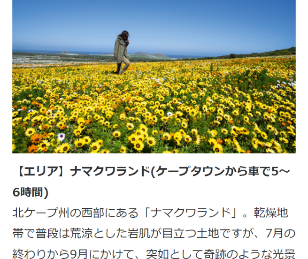 【エリア】ナマクワランド(ケープタウンから車で5～
6時間)
北ケープ州の西部にある「ナマクワランド」。乾燥地
帯で普段は荒涼とした岩肌が目立つ土地ですが、7月の
終わりから9月にかけて、突如として奇跡のような光景